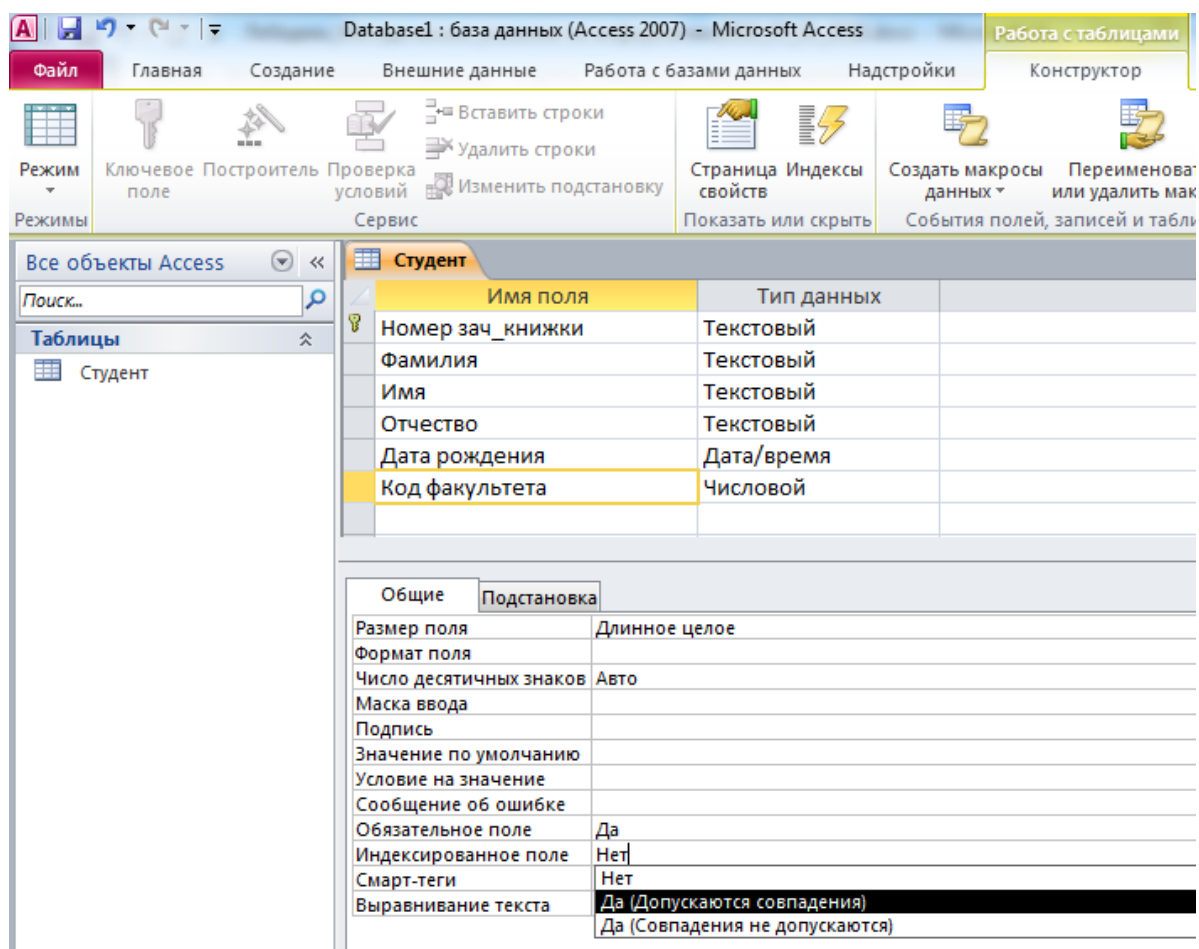 Database1 : база данных (Access 2007) - Microsoft Access
Работа с таблицами
Файл Главная Создание Внешние данные Работа с базами данных Надстройки Конструктор
Режим
Режимы
Ключевое поле
Построитель
Проверка условий
Вставить строки
Удалить строки
Изменить подстановку
Сервис
Страница свойств
Индексы
Показать или скрыть
Создать макросы данных
Переименоват
или удалить мак
События полей, записей и табли
Все объекты Access
Поиск...
Таблицы
Студент
Студент
Имя поля Тип данных
Номер зач_книжки Текстовый
Фамилия Текстовый
Имя Текстовый
Отчество Текстовый
Дата рождения Дата/время
Код факультета Числовой
Общие Подстановка
Размер поля Длинное целое
Формат поля
Число десятичных знаков Авто
Маска ввода
Подпись
Значение по умолчанию
Условие на значение
Сообщение об ошибке
Обязательное поле Да
Индексированное поле Нет
Смарт-теги Нет
Выравнивание текста Да (Допускаются совпадения)
Да (Совпадения не допускаются)